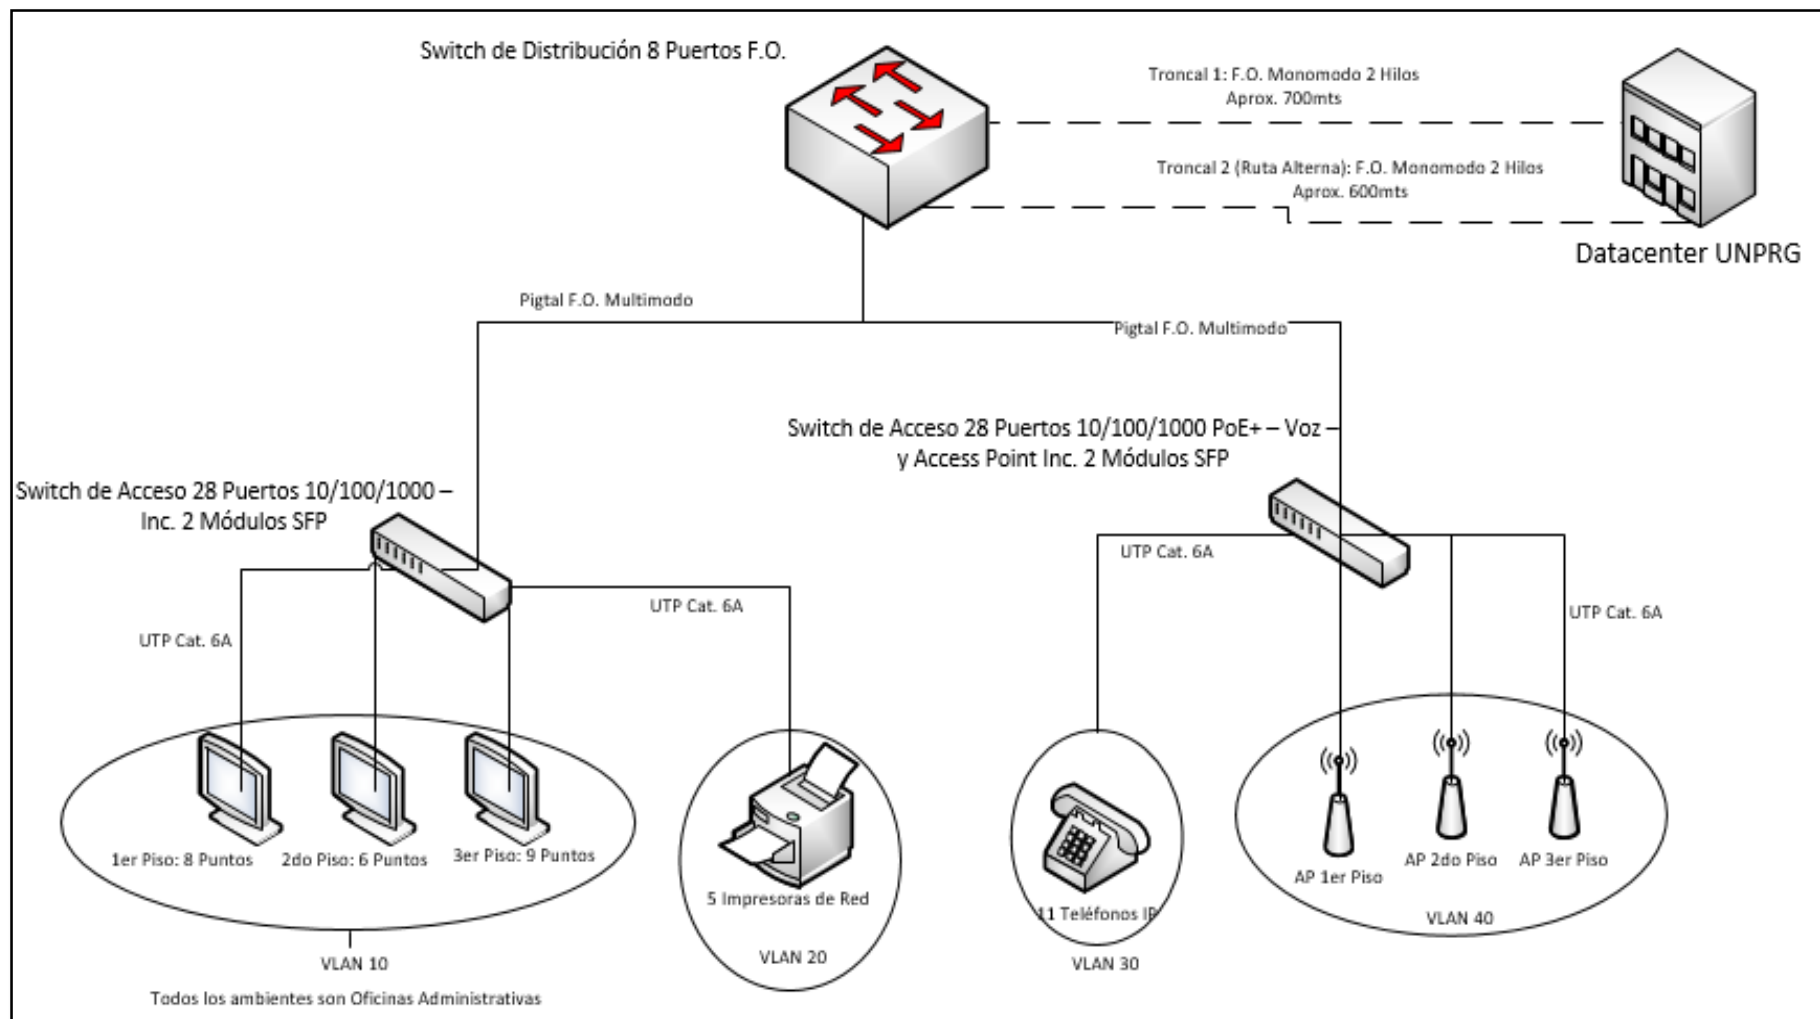 Switch de Distribución 8 Puertos F.O.
Troncal 1: F.O. Monomodo 2 Hilos
Aprox. 700mts
Troncal 2 (Ruta Alterna): F.O. Monomodo 2 Hilos
Aprox. 600mts
Datacenter UNPRG
Pigtal F.O. Multimodo
Pigtal F.O. Multimodo
Switch de Acceso 28 Puertos 10/100/1000 PoE+ – Voz –
y Access Point Inc. 2 Módulos SFP
Switch de Acceso 28 Puertos 10/100/1000 –
Inc. 2 Módulos SFP
UTP Cat. 6A
UTP Cat. 6A
UTP Cat. 6A
UTP Cat. 6A
1er Piso: 8 Puntos
2do Piso: 6 Puntos
3er Piso: 9 Puntos
5 Impresoras de Red
11 Teléfonos IP
AP 1er Piso
AP 2do Piso
AP 3er Piso
VLAN 10
VLAN 20
VLAN 30
VLAN 40
Todos los ambientes son Oficinas Administrativas